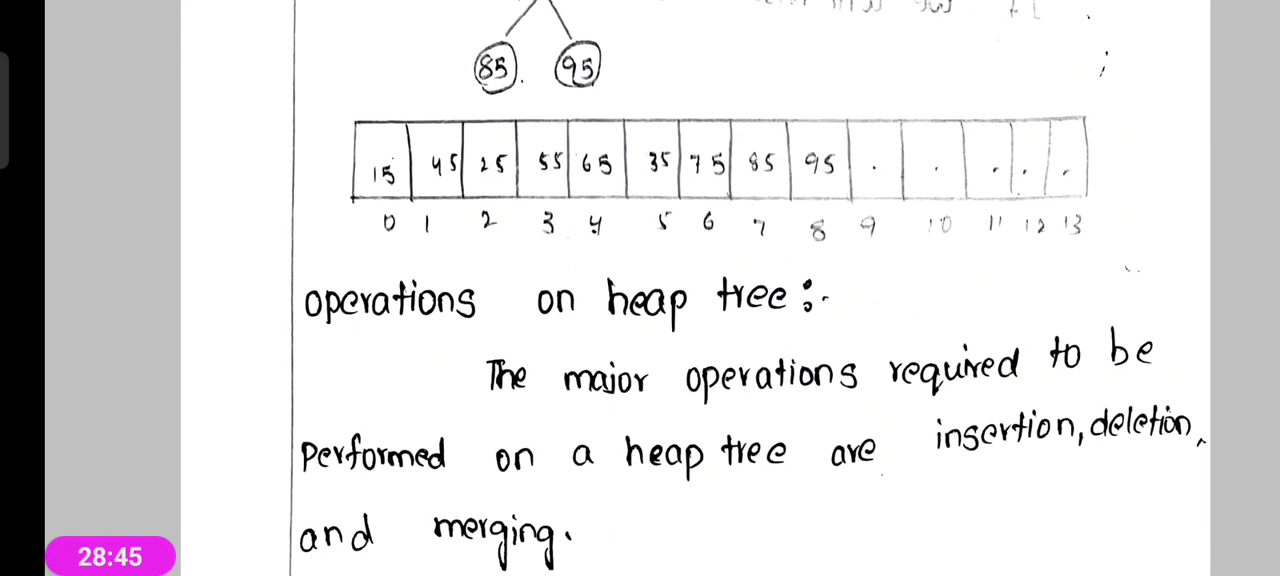 85 95
15 45 25 55 65 35 75 85 95 . . . . .
0 1 2 3 4 5 6 7 8 9 10 11 12 13
operations on heap tree :-
The major operations required to be
performed on a heap tree are insertion, deletion,
and merging.
28:45